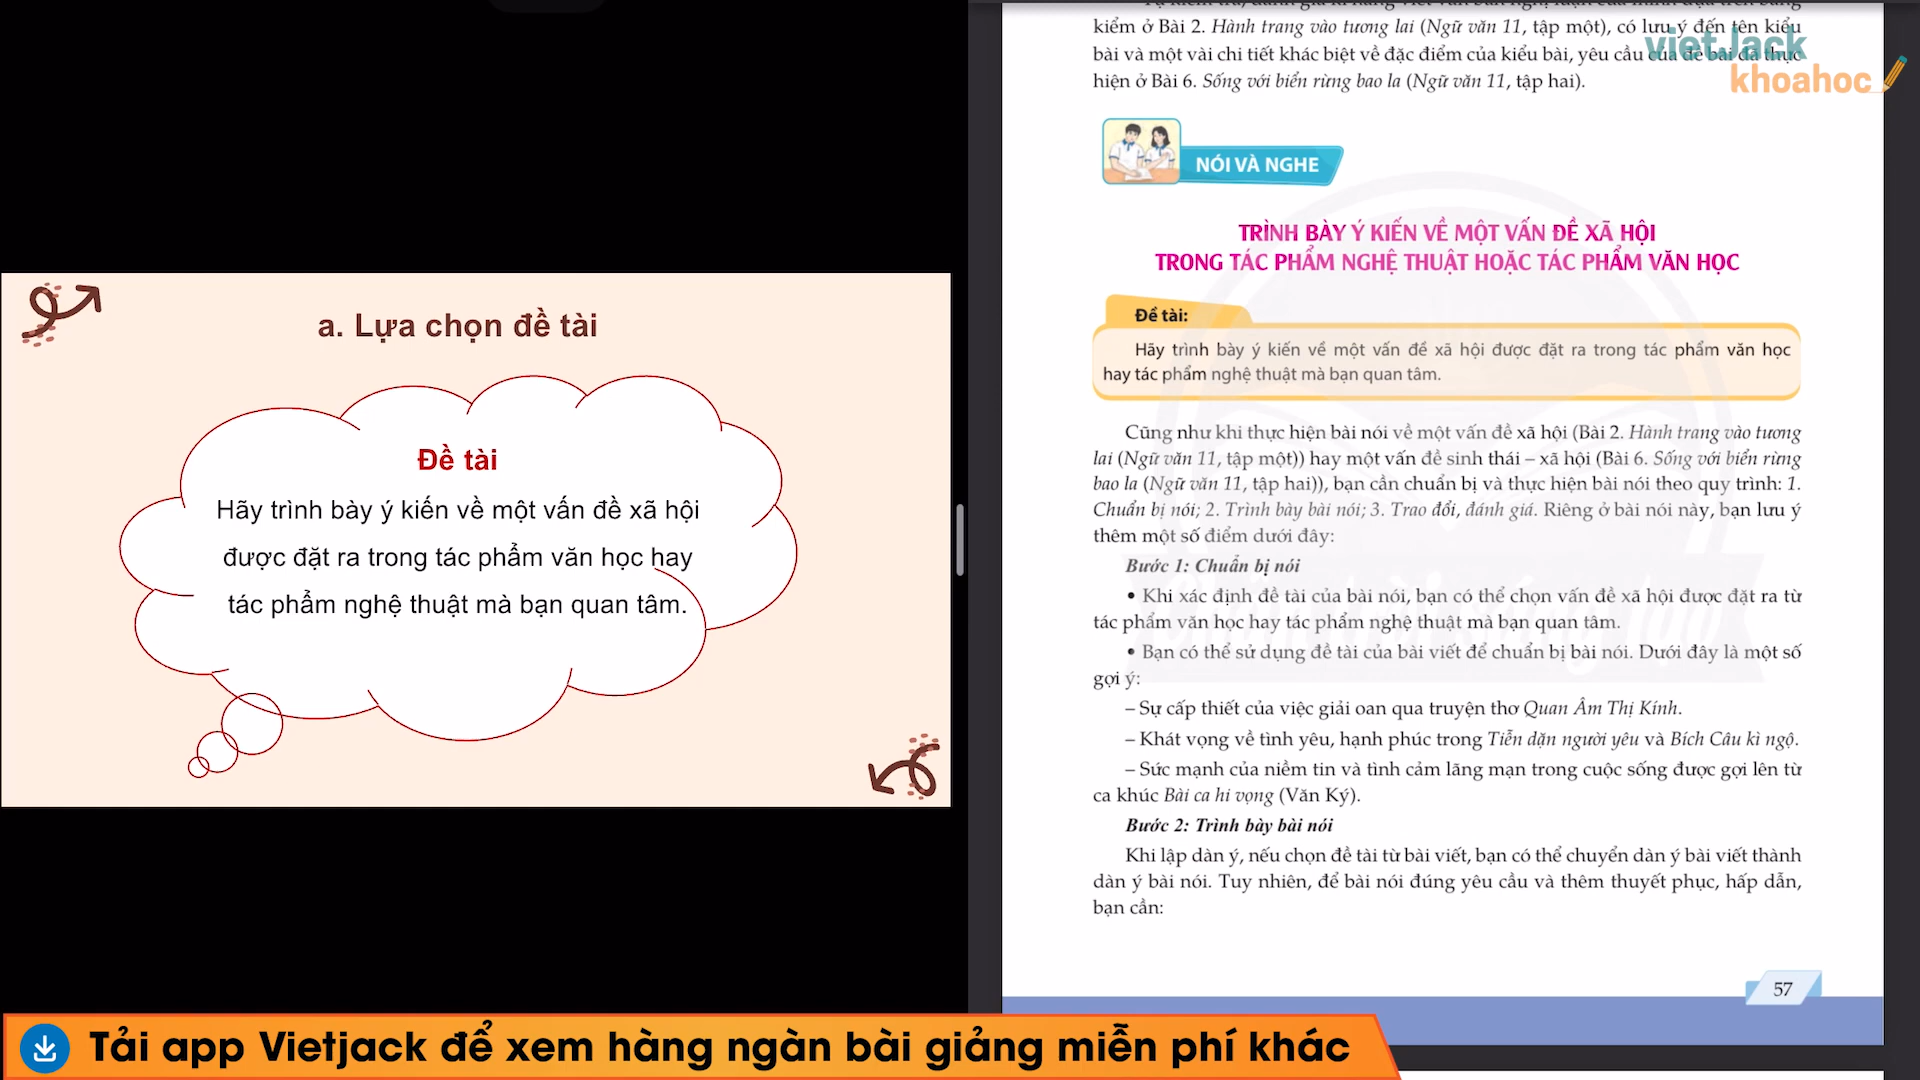 a. Lựa chọn đề tài
Đề tài
Hãy trình bày ý kiến về một vấn đề xã hội
được đặt ra trong tác phẩm văn học hay
tác phẩm nghệ thuật mà bạn quan tâm.
kiểm ở Bài 2. Hành trang vào tương lai (Ngữ văn 11, tập một), có lưu ý đến tên kiểu
bài và một vài chi tiết khác biệt về đặc điểm của kiểu bài, yêu cầu của đề bài đã thực
hiện ở Bài 6. Sống với biển rừng bao la (Ngữ văn 11, tập hai).
vietJack
khoahoc
NÓI VÀ NGHE
TRÌNH BÀY Ý KIẾN VỀ MỘT VẤN ĐỀ XÃ HỘI
TRONG TÁC PHẨM NGHỆ THUẬT HOẶC TÁC PHẨM VĂN HỌC
Đề tài:
Hãy trình bày ý kiến về một vấn đề xã hội được đặt ra trong tác phẩm văn học
hay tác phẩm nghệ thuật mà bạn quan tâm.
Cũng như khi thực hiện bài nói về một vấn đề xã hội (Bài 2. Hành trang vào tương
lai (Ngữ văn 11, tập một)) hay một vấn đề sinh thái – xã hội (Bài 6. Sống với biển rừng
bao la (Ngữ văn 11, tập hai)), bạn cần chuẩn bị và thực hiện bài nói theo quy trình: 1.
Chuẩn bị nói; 2. Trình bày bài nói; 3. Trao đổi, đánh giá. Riêng ở bài nói này, bạn lưu ý
thêm một số điểm dưới đây:
Bước 1: Chuẩn bị nói
• Khi xác định đề tài của bài nói, bạn có thể chọn vấn đề xã hội được đặt ra từ
tác phẩm văn học hay tác phẩm nghệ thuật mà bạn quan tâm.
• Bạn có thể sử dụng đề tài của bài viết để chuẩn bị bài nói. Dưới đây là một số
gợi ý:
– Sự cấp thiết của việc giải oan qua truyện thơ Quan Âm Thị Kính.
– Khát vọng về tình yêu, hạnh phúc trong Tiễn dặn người yêu và Bích Câu kì ngộ.
– Sức mạnh của niềm tin và tình cảm lãng mạn trong cuộc sống được gợi lên từ
ca khúc Bài ca hi vọng (Văn Ký).
Bước 2: Trình bày bài nói
Khi lập dàn ý, nếu chọn đề tài từ bài viết, bạn có thể chuyển dàn ý bài viết thành
dàn ý bài nói. Tuy nhiên, để bài nói đúng yêu cầu và thêm thuyết phục, hấp dẫn,
bạn cần:
57
Tải app Vietjack để xem hàng ngàn bài giảng miễn phí khác